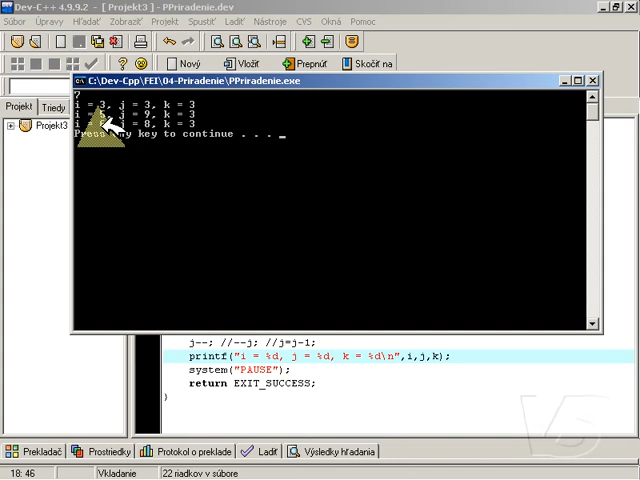 Dev-C++ 4.9.9.2 - [ Projekt3 ] - PPriradenie.dev
Súbor Úpravy Hľadať Zobraziť Projekt Spustiť Ladiť Nástroje CVS Okná Pomoc
Nový Vložiť Prepnúť Skočiť na
C:\Dev-Cpp\FEI\04-Priradenie\PPriradenie.exe
7
i = 3, j = 3, k = 3
i = 5, j = 9, k = 3
i = 6, j = 8, k = 3
Press any key to continue . . . _
Projekt Triedy
Projekt3
j--; //--j; //j=j-1;
printf("i = %d, j = %d, k = %d\n",i,j,k);
system("PAUSE");
return EXIT_SUCCESS;
}
Prekladač Prostriedky Protokol o preklade Ladiť Výsledky hľadania
18: 46 Vkladanie 22 riadkov v súbore